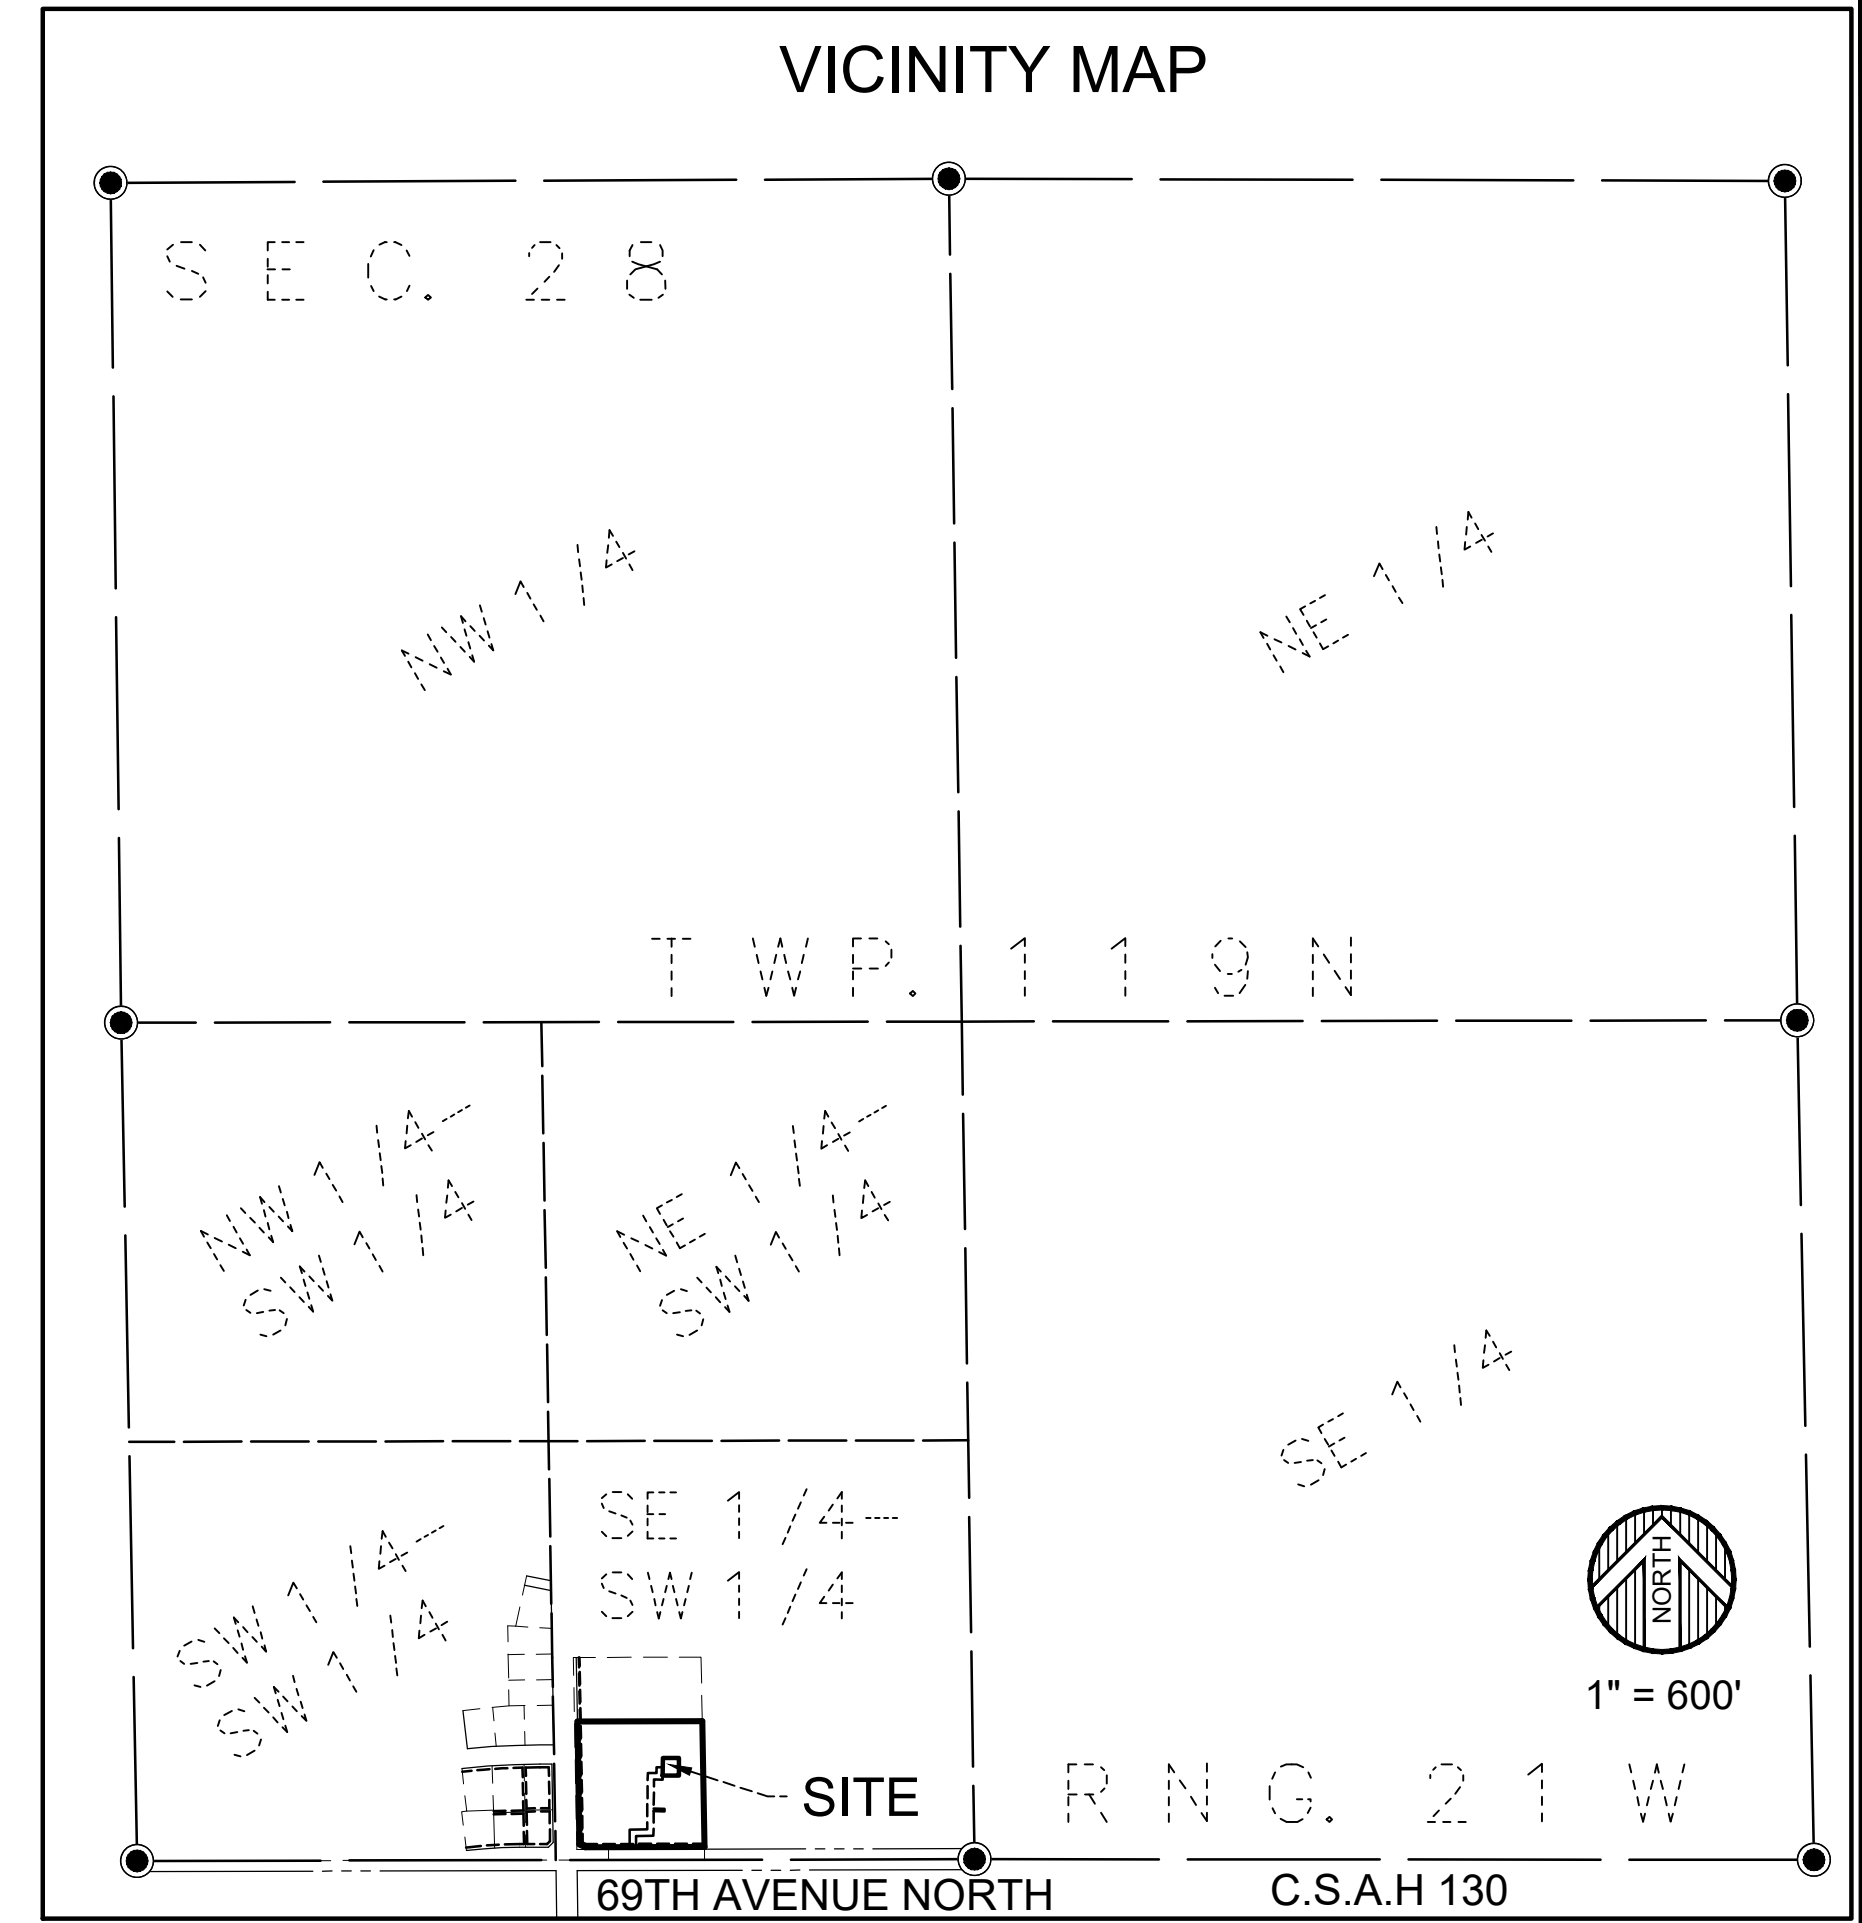 VICINITY MAP
SEC. 28
NW 1/4
NE 1/4
TWP. 119N
NW 1/4-
SW 1/4
NE 1/4-
SW 1/4
SE 1/4
SW 1/4-
SW 1/4
SE 1/4-
SW 1/4
NORTH
1" = 600'
SITE
RNG. 21W
69TH AVENUE NORTH
C.S.A.H 130